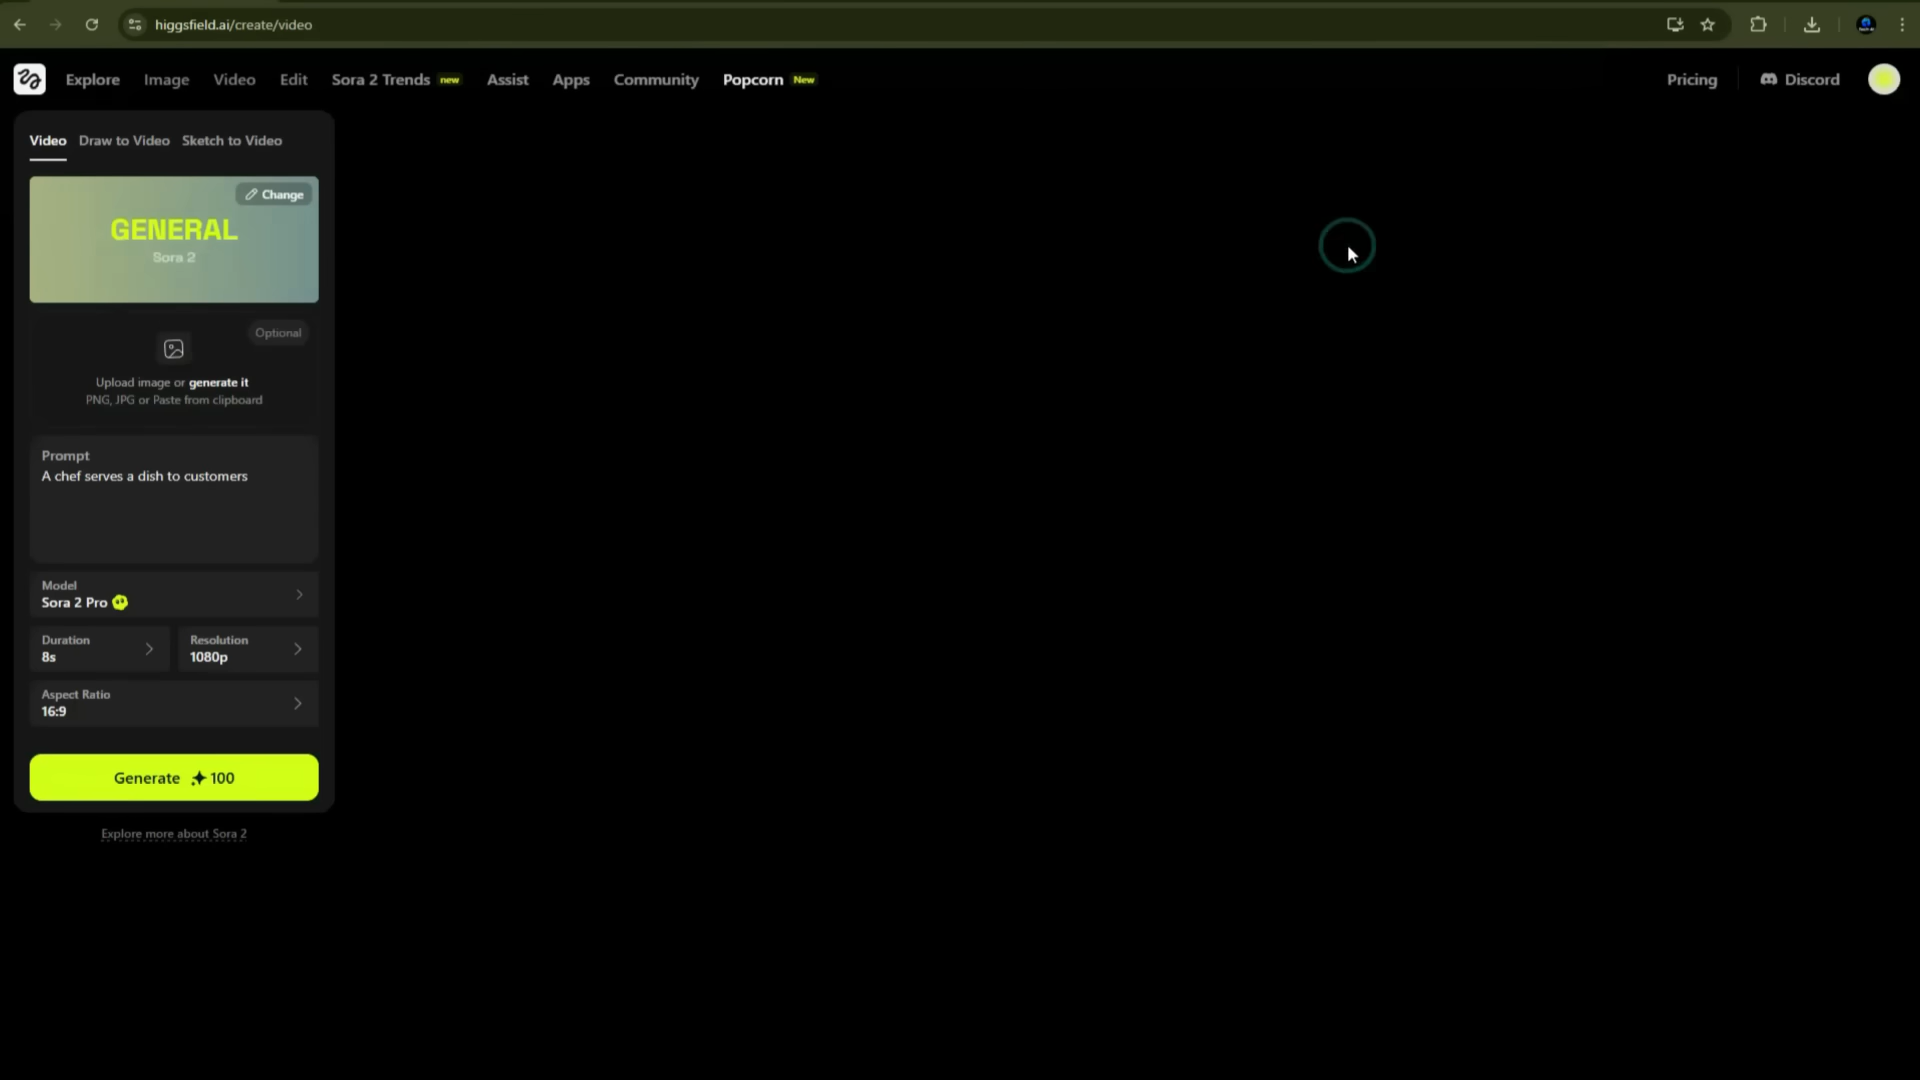 higgsfield.ai/create/video
Explore Image Video Edit Sora 2 Trends new Assist Apps Community Popcorn New Pricing Discord
Video Draw to Video Sketch to Video
Change
GENERAL
Sora 2
Optional
Upload image or generate it
PNG, JPG or Paste from clipboard
Prompt
A chef serves a dish to customers
Model
Sora 2 Pro
Duration Resolution
8s 1080p
Aspect Ratio
16:9
Generate 100
Explore more about Sora 2